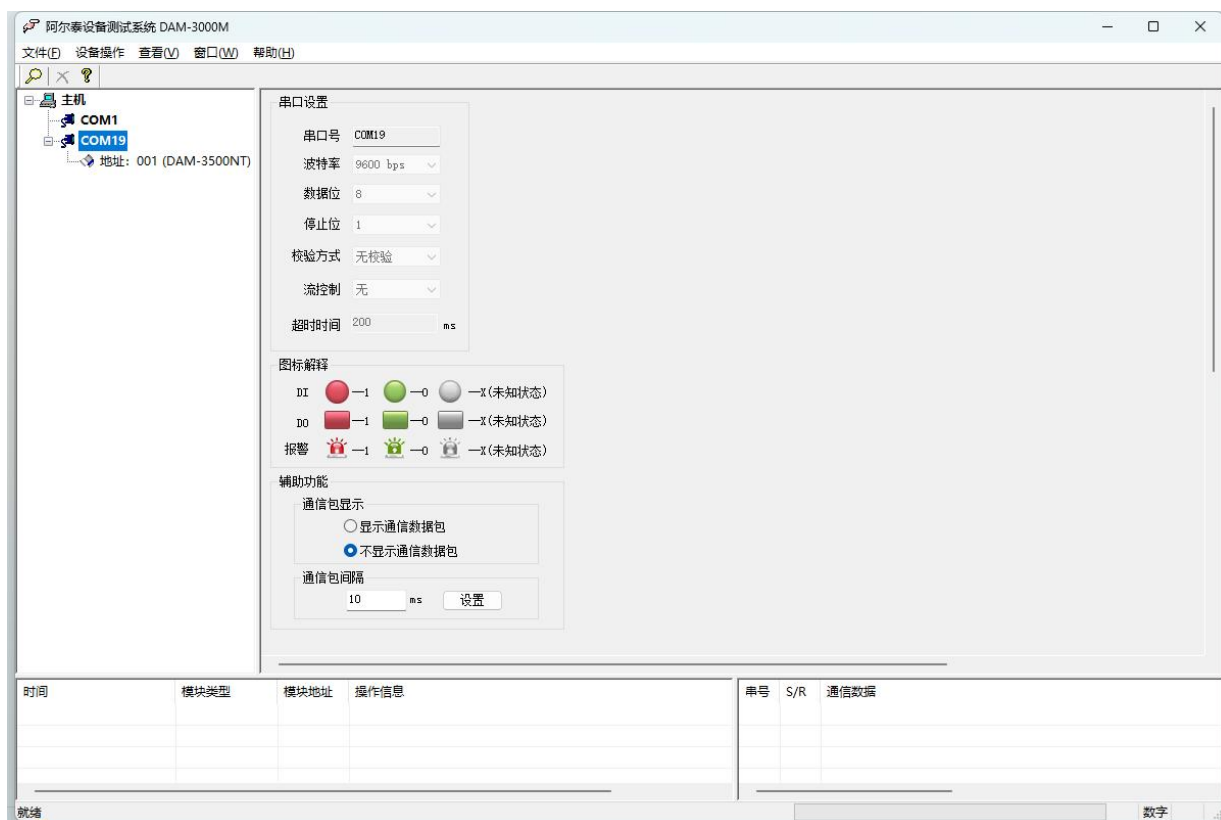 阿尔泰设备测试系统 DAM-3000M
文件(F) 设备操作 查看(V) 窗口(W) 帮助(H)
主机
COM1
COM19
地址：001 (DAM-3500NT)
串口设置
串口号 COM19
波特率 9600 bps
数据位 8
停止位 1
校验方式 无校验
流控制 无
超时时间 200 ms
图标解释
DI —1 —0 —X(未知状态)
DO —1 —0 —X(未知状态)
报警 —1 —0 —X(未知状态)
辅助功能
通信包显示
显示通信数据包
不显示通信数据包
通信包间隔
10 ms 设置
时间 模块类型 模块地址 操作信息 串号 S/R 通信数据
就绪 数字